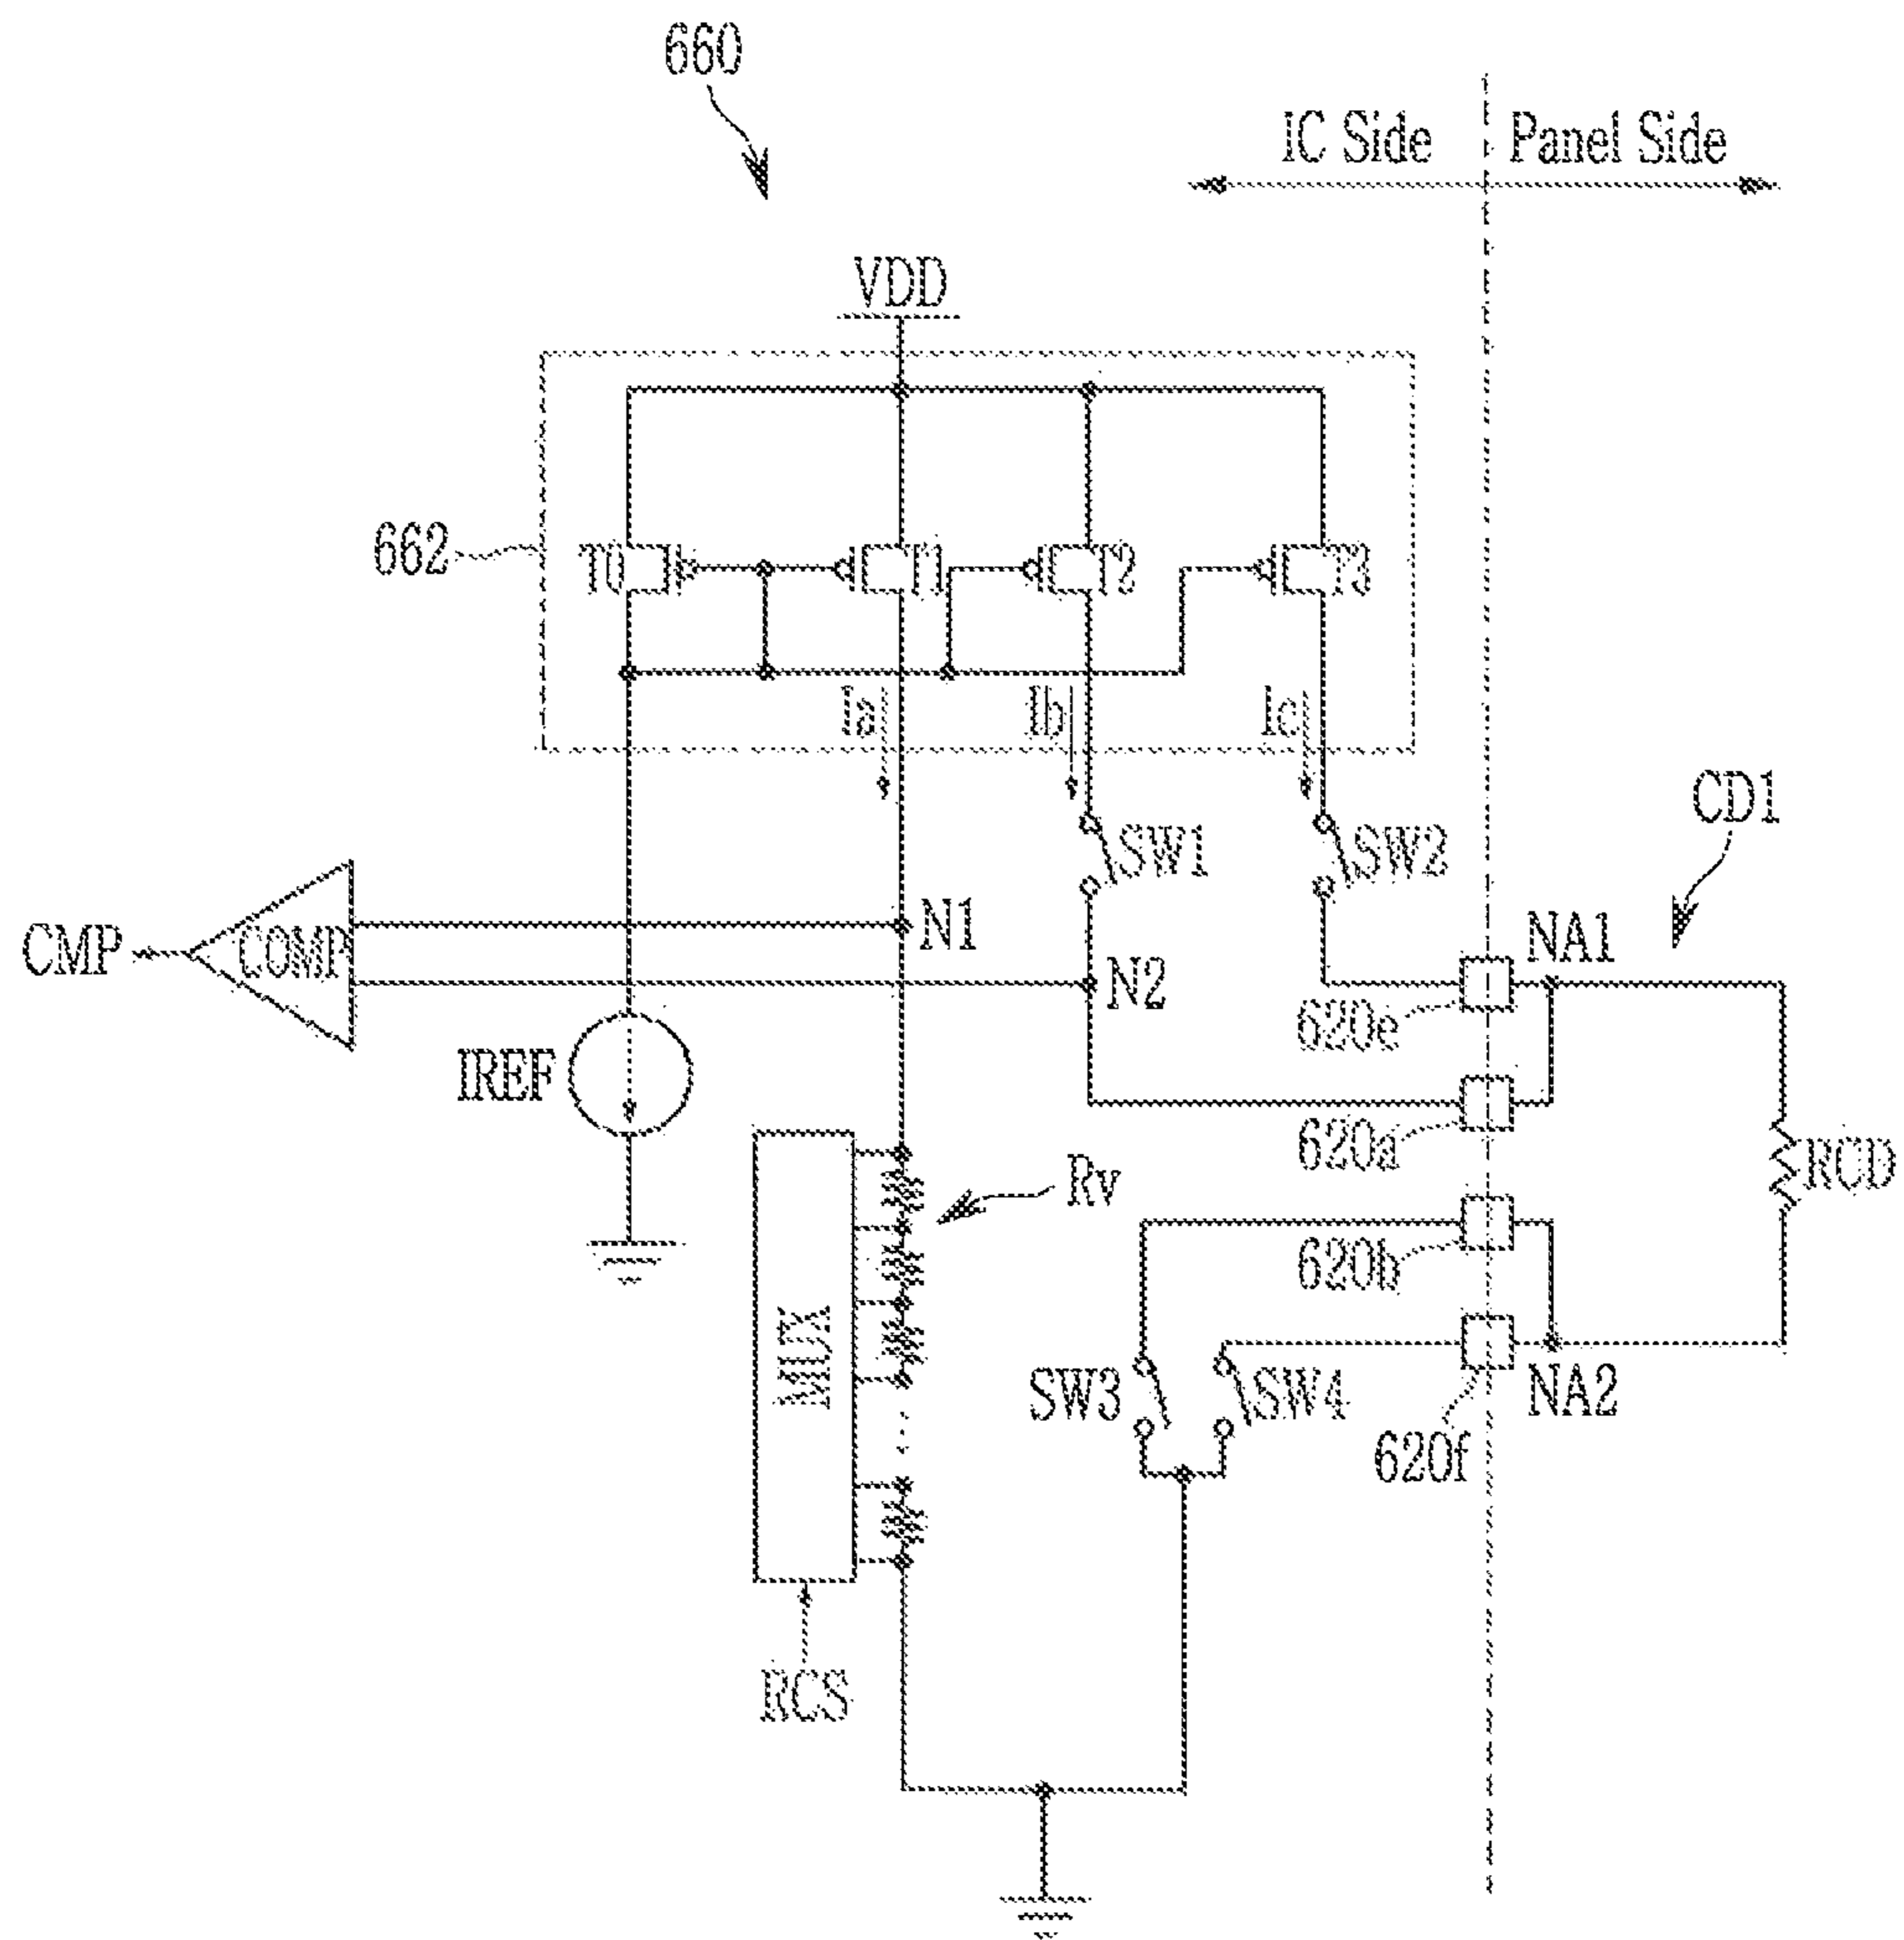 660
IC Side
Panel Side
VDD
662
T0
T1
T2
T3
Ia
Ib
Ic
CD1
SW1
SW2
CMP
COMP
N1
NA1
N2
620e
IREF
620a
Rv
RCD
620b
MUX
SW3
SW4
NA2
620f
RCS